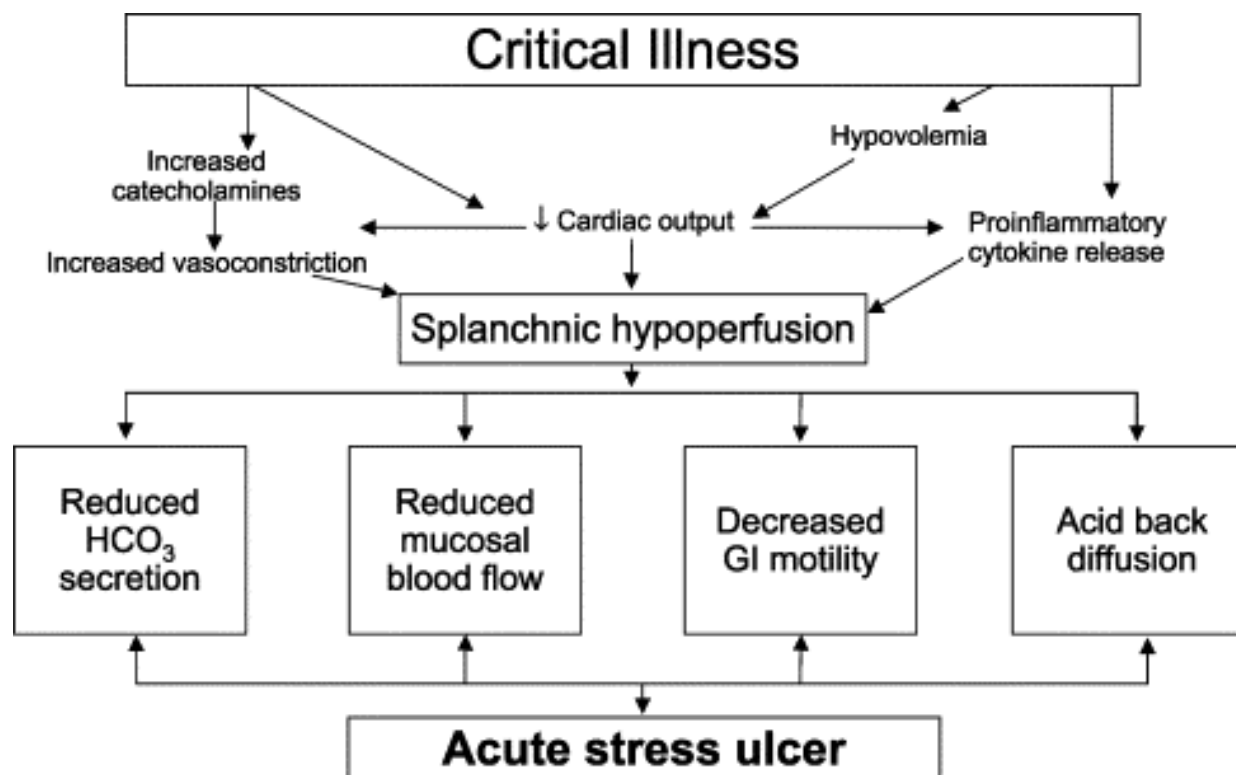 Critical Illness
Hypovolemia
Increased
catecholamines
↓ Cardiac output
Proinflammatory
cytokine release
Increased vasoconstriction
Splanchnic hypoperfusion
Reduced
HCO₃
secretion
Reduced
mucosal
blood flow
Decreased
GI motility
Acid back
diffusion
Acute stress ulcer